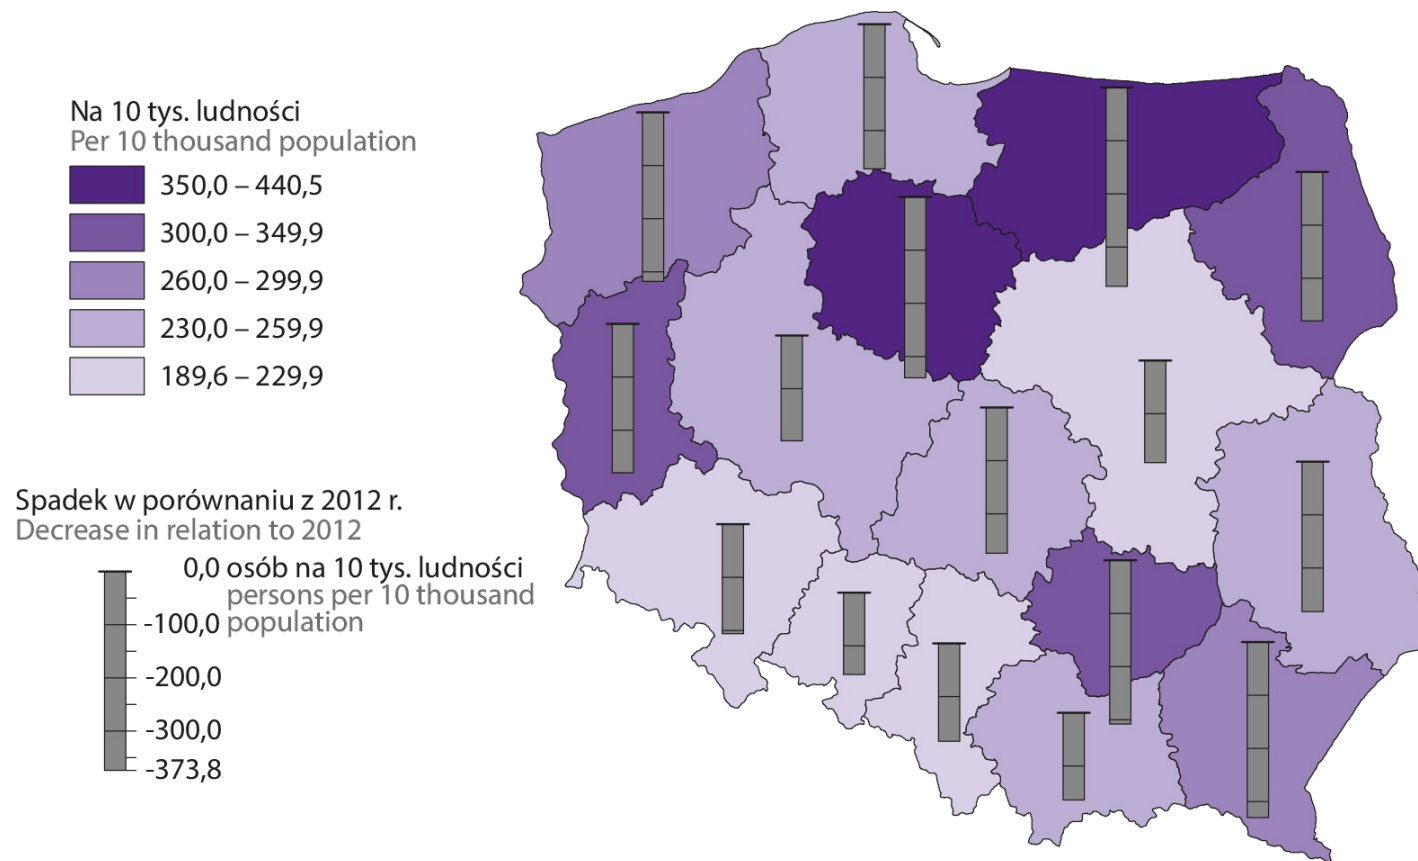 Na 10 tys. ludności
Per 10 thousand population
350,0 – 440,5
300,0 – 349,9
260,0 – 299,9
230,0 – 259,9
189,6 – 229,9
Spadek w porównaniu z 2012 r.
Decrease in relation to 2012
0,0 osób na 10 tys. ludności
persons per 10 thousand
-100,0 population
-200,0
-300,0
-373,8